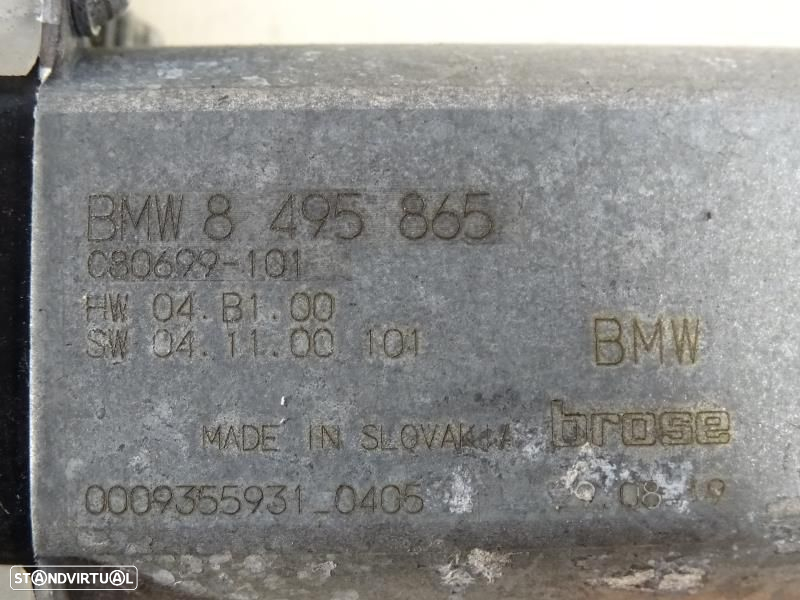 BMW 8 495 865
C80699-101
HW 04.B1.00
SW 04.11.00 101
BMW
MADE IN SLOVAKIA
brose
0009355931_0405
STANDVIRTUAL